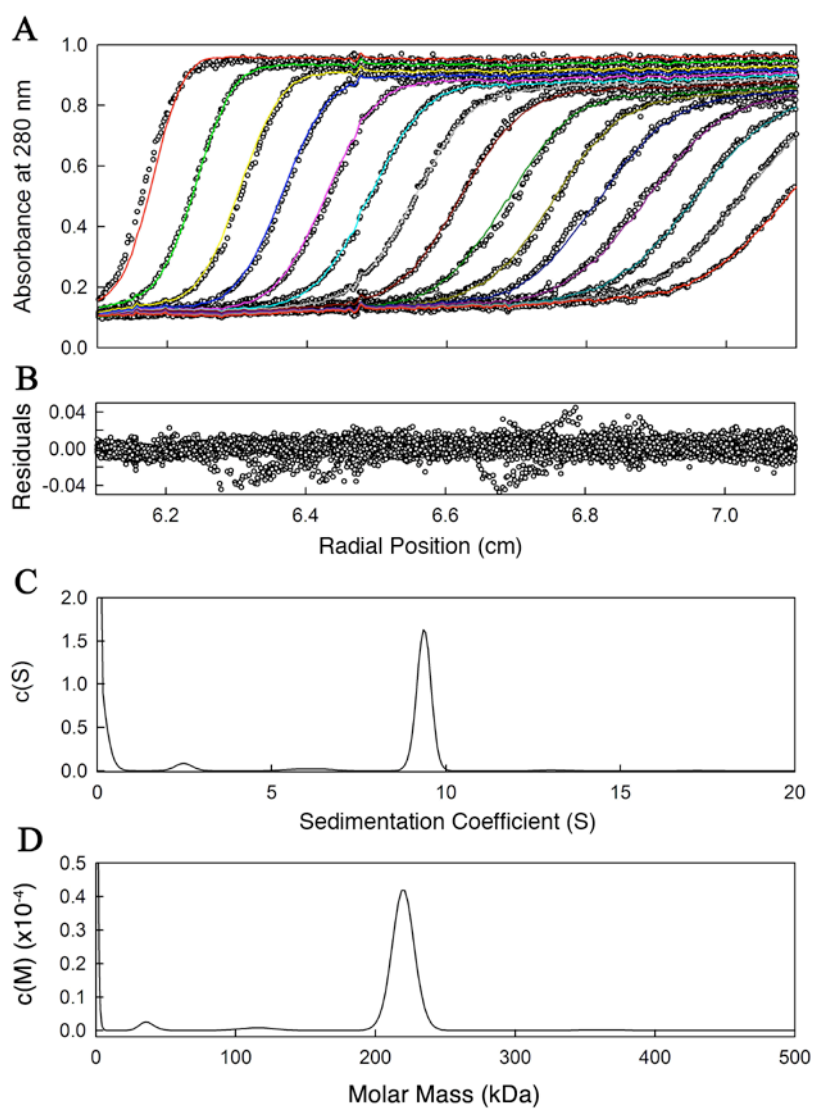 A
1.0
0.8
0.6
0.4
0.2
0.0
Absorbance at 280 nm
B
0.04
0.00
-0.04
Residuals
6.2 6.4 6.6 6.8 7.0
Radial Position (cm)
C
2.0
1.5
1.0
0.5
0.0
c(S)
0 5 10 15 20
Sedimentation Coefficient (S)
D
0.5
0.4
0.3
0.2
0.1
0.0
c(M) (x10⁻⁴)
0 100 200 300 400 500
Molar Mass (kDa)